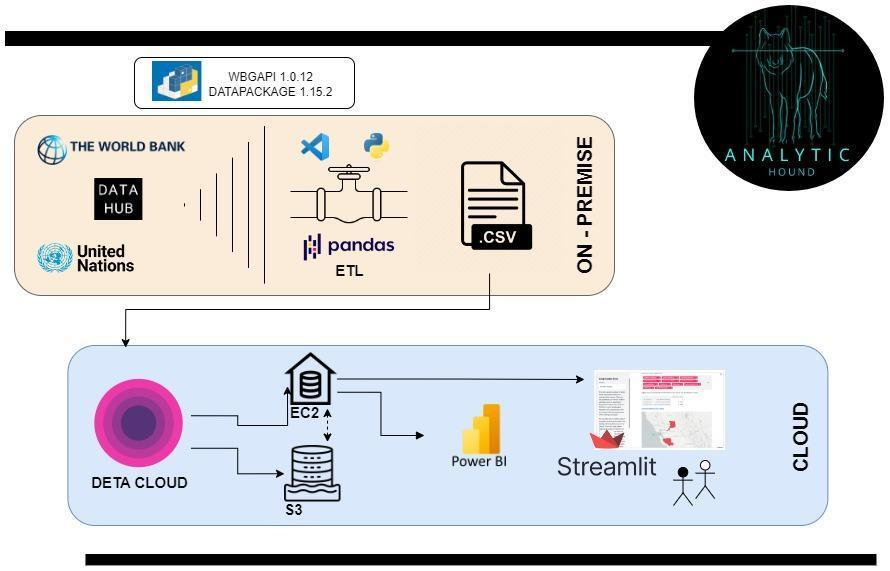 WBGAPI 1.0.12
DATAPACKAGE 1.15.2
ANALYTIC
HOUND
THE WORLD BANK
DATA
HUB
United
Nations
pandas
ETL
.CSV
ON - PREMISE
EC2
DETA CLOUD
S3
Power BI
Streamlit
CLOUD